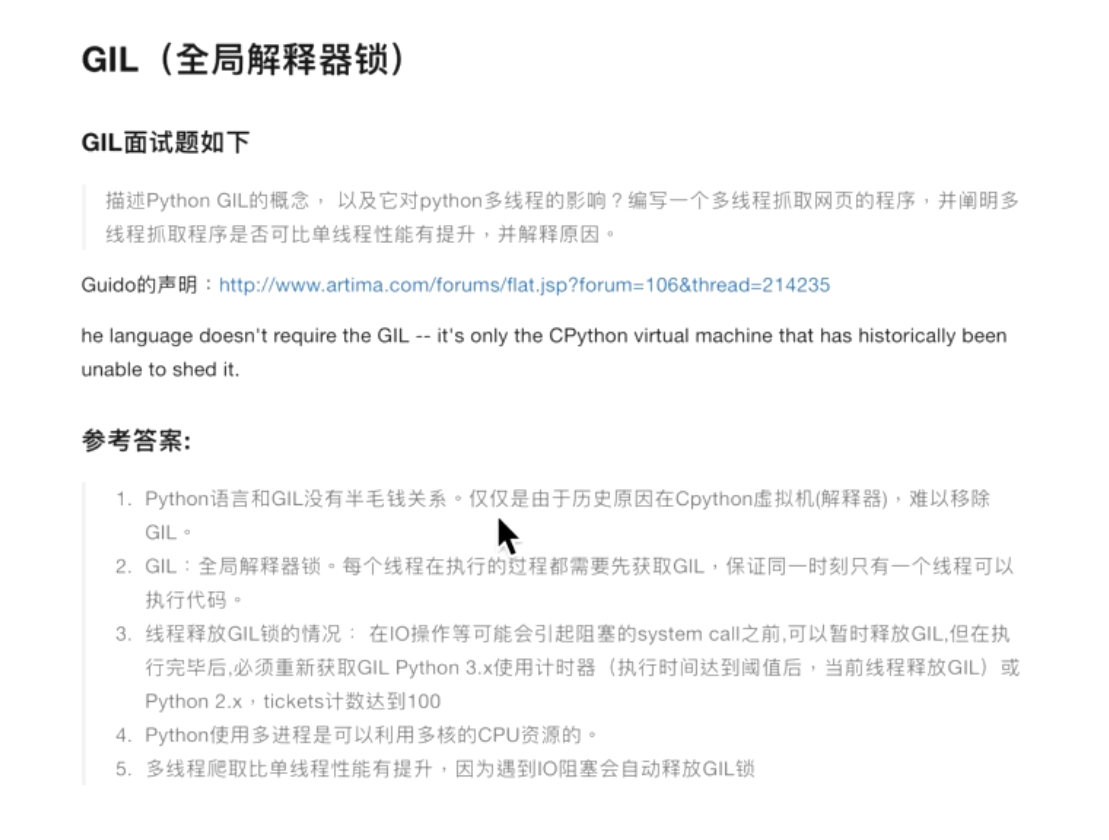 GIL（全局解释器锁）
GIL面试题如下
描述Python GIL的概念， 以及它对python多线程的影响？编写一个多线程抓取网页的程序，并阐明多
线程抓取程序是否可比单线程性能有提升，并解释原因。
Guido的声明：http://www.artima.com/forums/flat.jsp?forum=106&thread=214235
he language doesn't require the GIL -- it's only the CPython virtual machine that has historically been
unable to shed it.
参考答案:
1. Python语言和GIL没有半毛钱关系。仅仅是由于历史原因在Cpython虚拟机(解释器)，难以移除
GIL。
2. GIL：全局解释器锁。每个线程在执行的过程都需要先获取GIL，保证同一时刻只有一个线程可以
执行代码。
3. 线程释放GIL锁的情况： 在IO操作等可能会引起阻塞的system call之前,可以暂时释放GIL,但在执
行完毕后,必须重新获取GIL Python 3.x使用计时器（执行时间达到阈值后，当前线程释放GIL）或
Python 2.x，tickets计数达到100
4. Python使用多进程是可以利用多核的CPU资源的。
5. 多线程爬取比单线程性能有提升，因为遇到IO阻塞会自动释放GIL锁